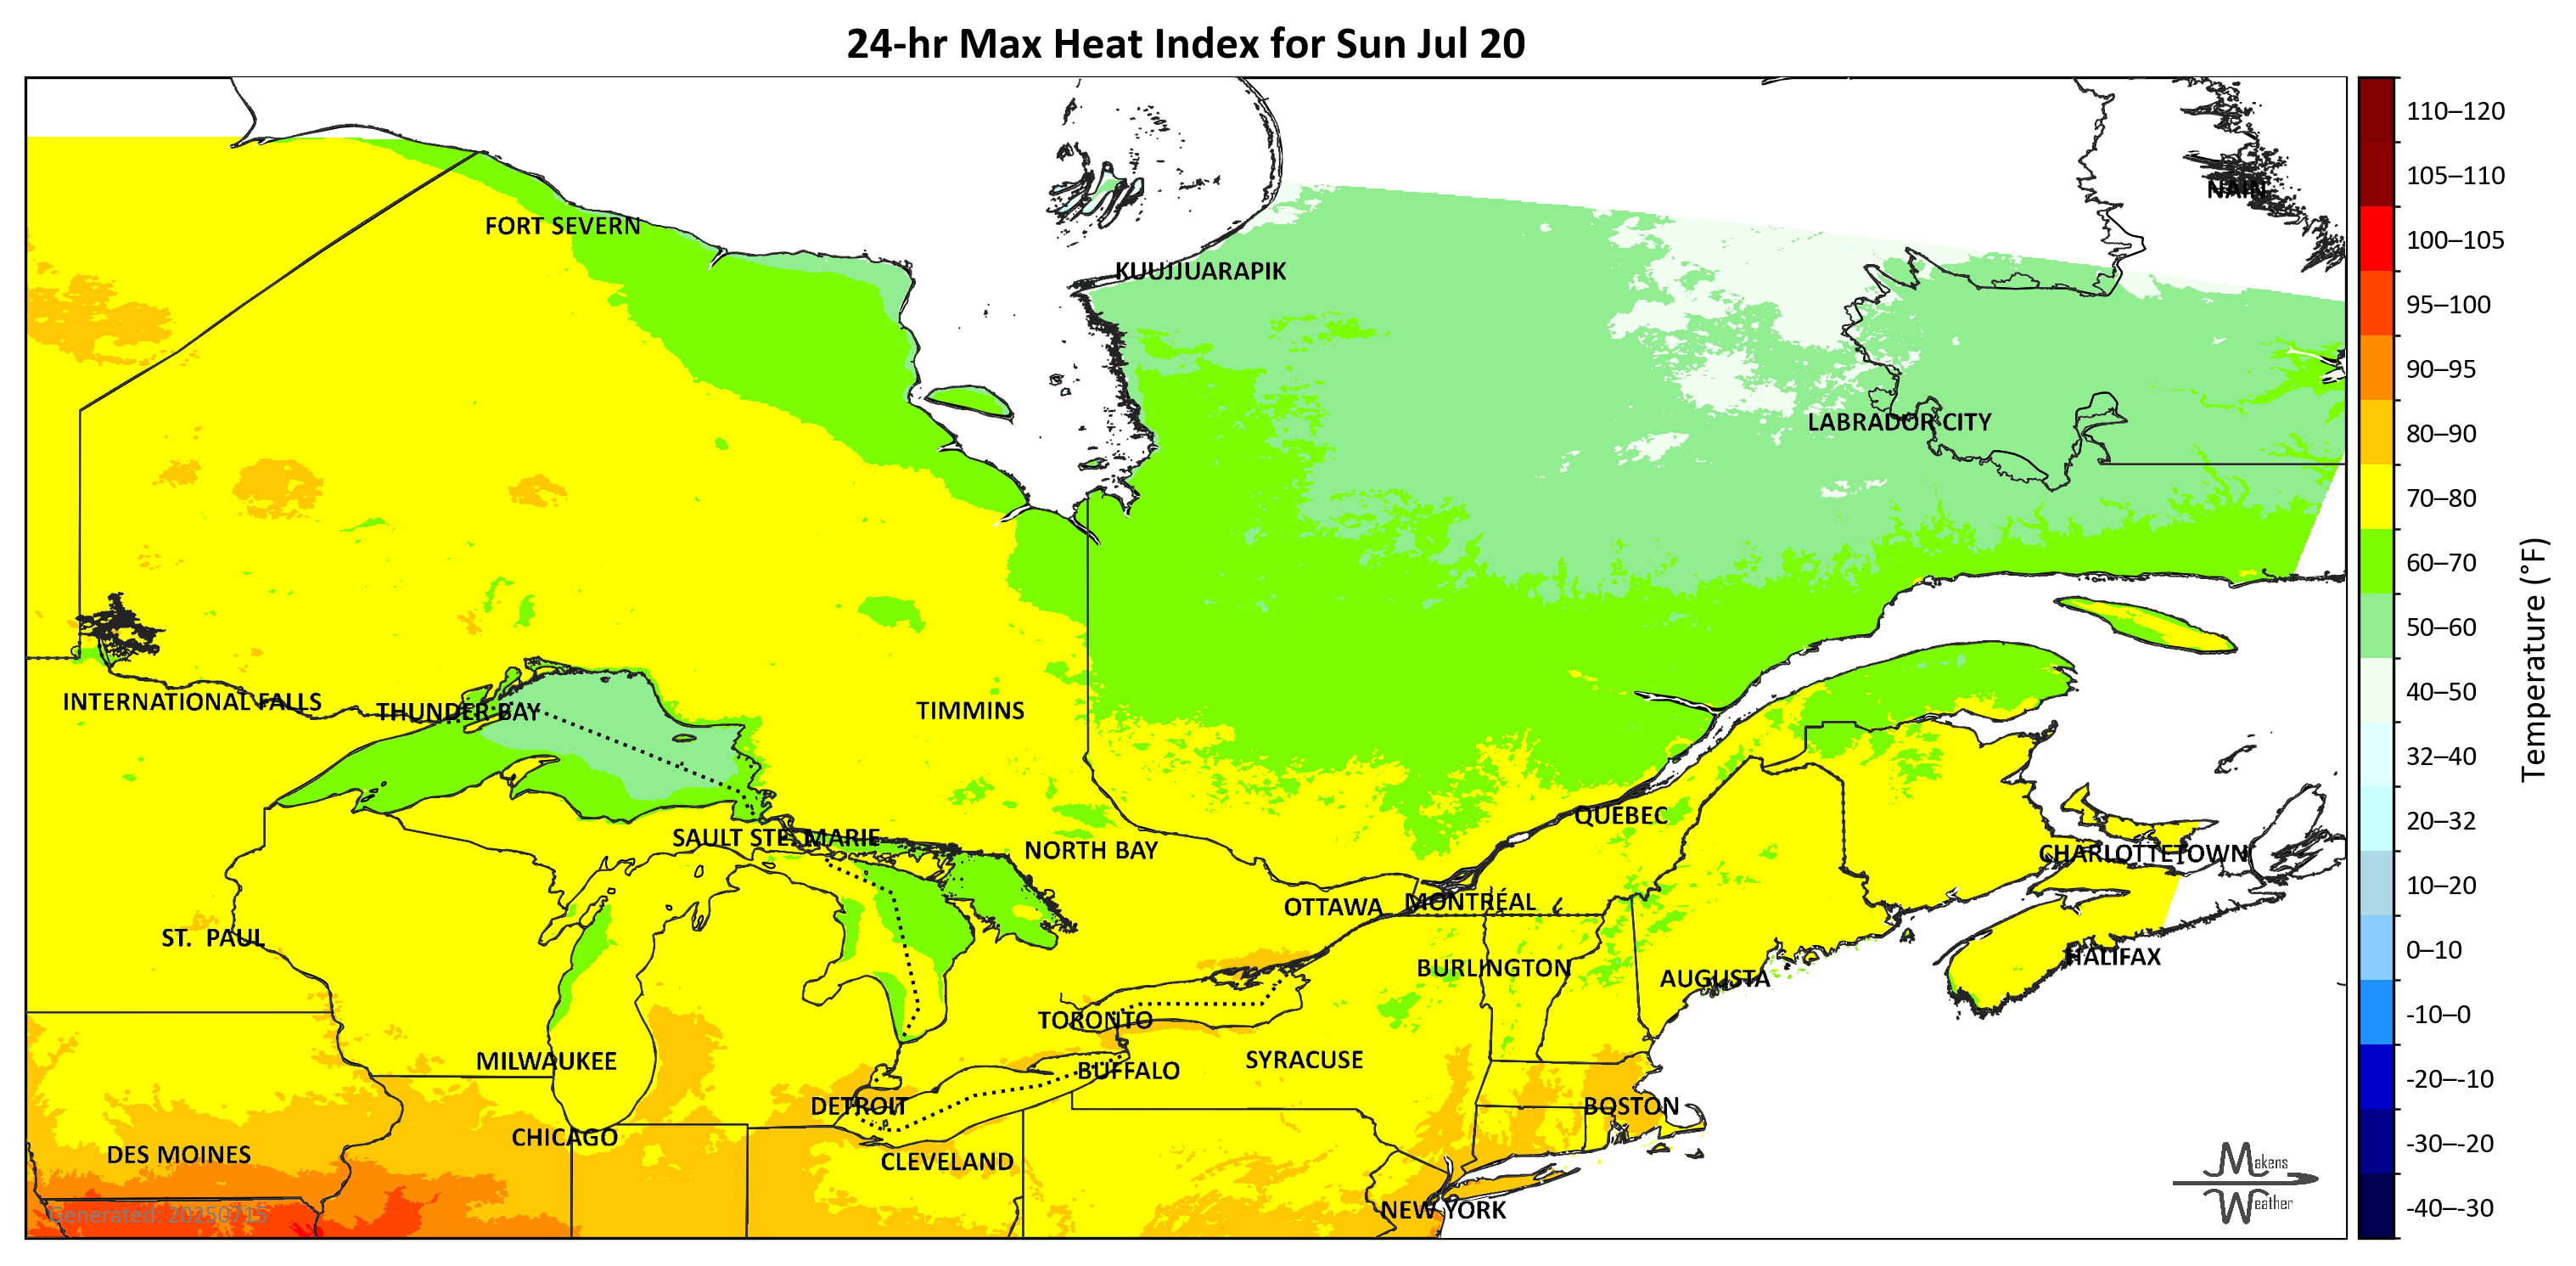 24-hr Max Heat Index for Sun Jul 20
110–120
NAIN
105–110
FORT SEVERN
100–105
KUUJJUARAPIK
95–100
90–95
LABRADOR CITY
80–90
70–80
60–70
50–60
Temperature (°F)
INTERNATIONAL FALLS
THUNDER BAY
TIMMINS
40–50
32–40
QUÉBEC
20–32
SAULT STE. MARIE
NORTH BAY
CHARLOTTETOWN
10–20
OTTAWA
MONTRÉAL
ST. PAUL
0–10
BURLINGTON
AUGUSTA
HALIFAX
-10–0
TORONTO
MILWAUKEE
BUFFALO
SYRACUSE
-20–-10
DETROIT
BOSTON
CHICAGO
-30–-20
DES MOINES
CLEVELAND
Makens
Weather
NEW YORK
-40–-30
Generated: 20250715